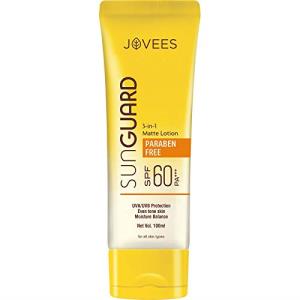 JOVEES
SUNGUARD
3-in-1
Matte Lotion
PARABEN
FREE
SPF 60 PA+++
UVA/UVB Protection
Even tone skin
Moisture Balance
Net Vol. 100ml
for all skin types